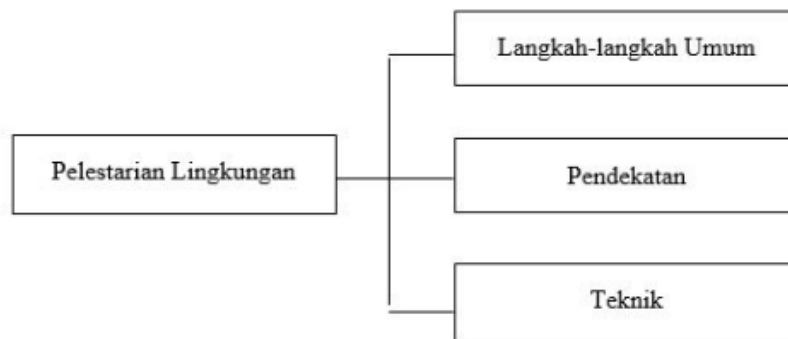 Langkah-langkah Umum
Pelestarian Lingkungan
Pendekatan
Teknik